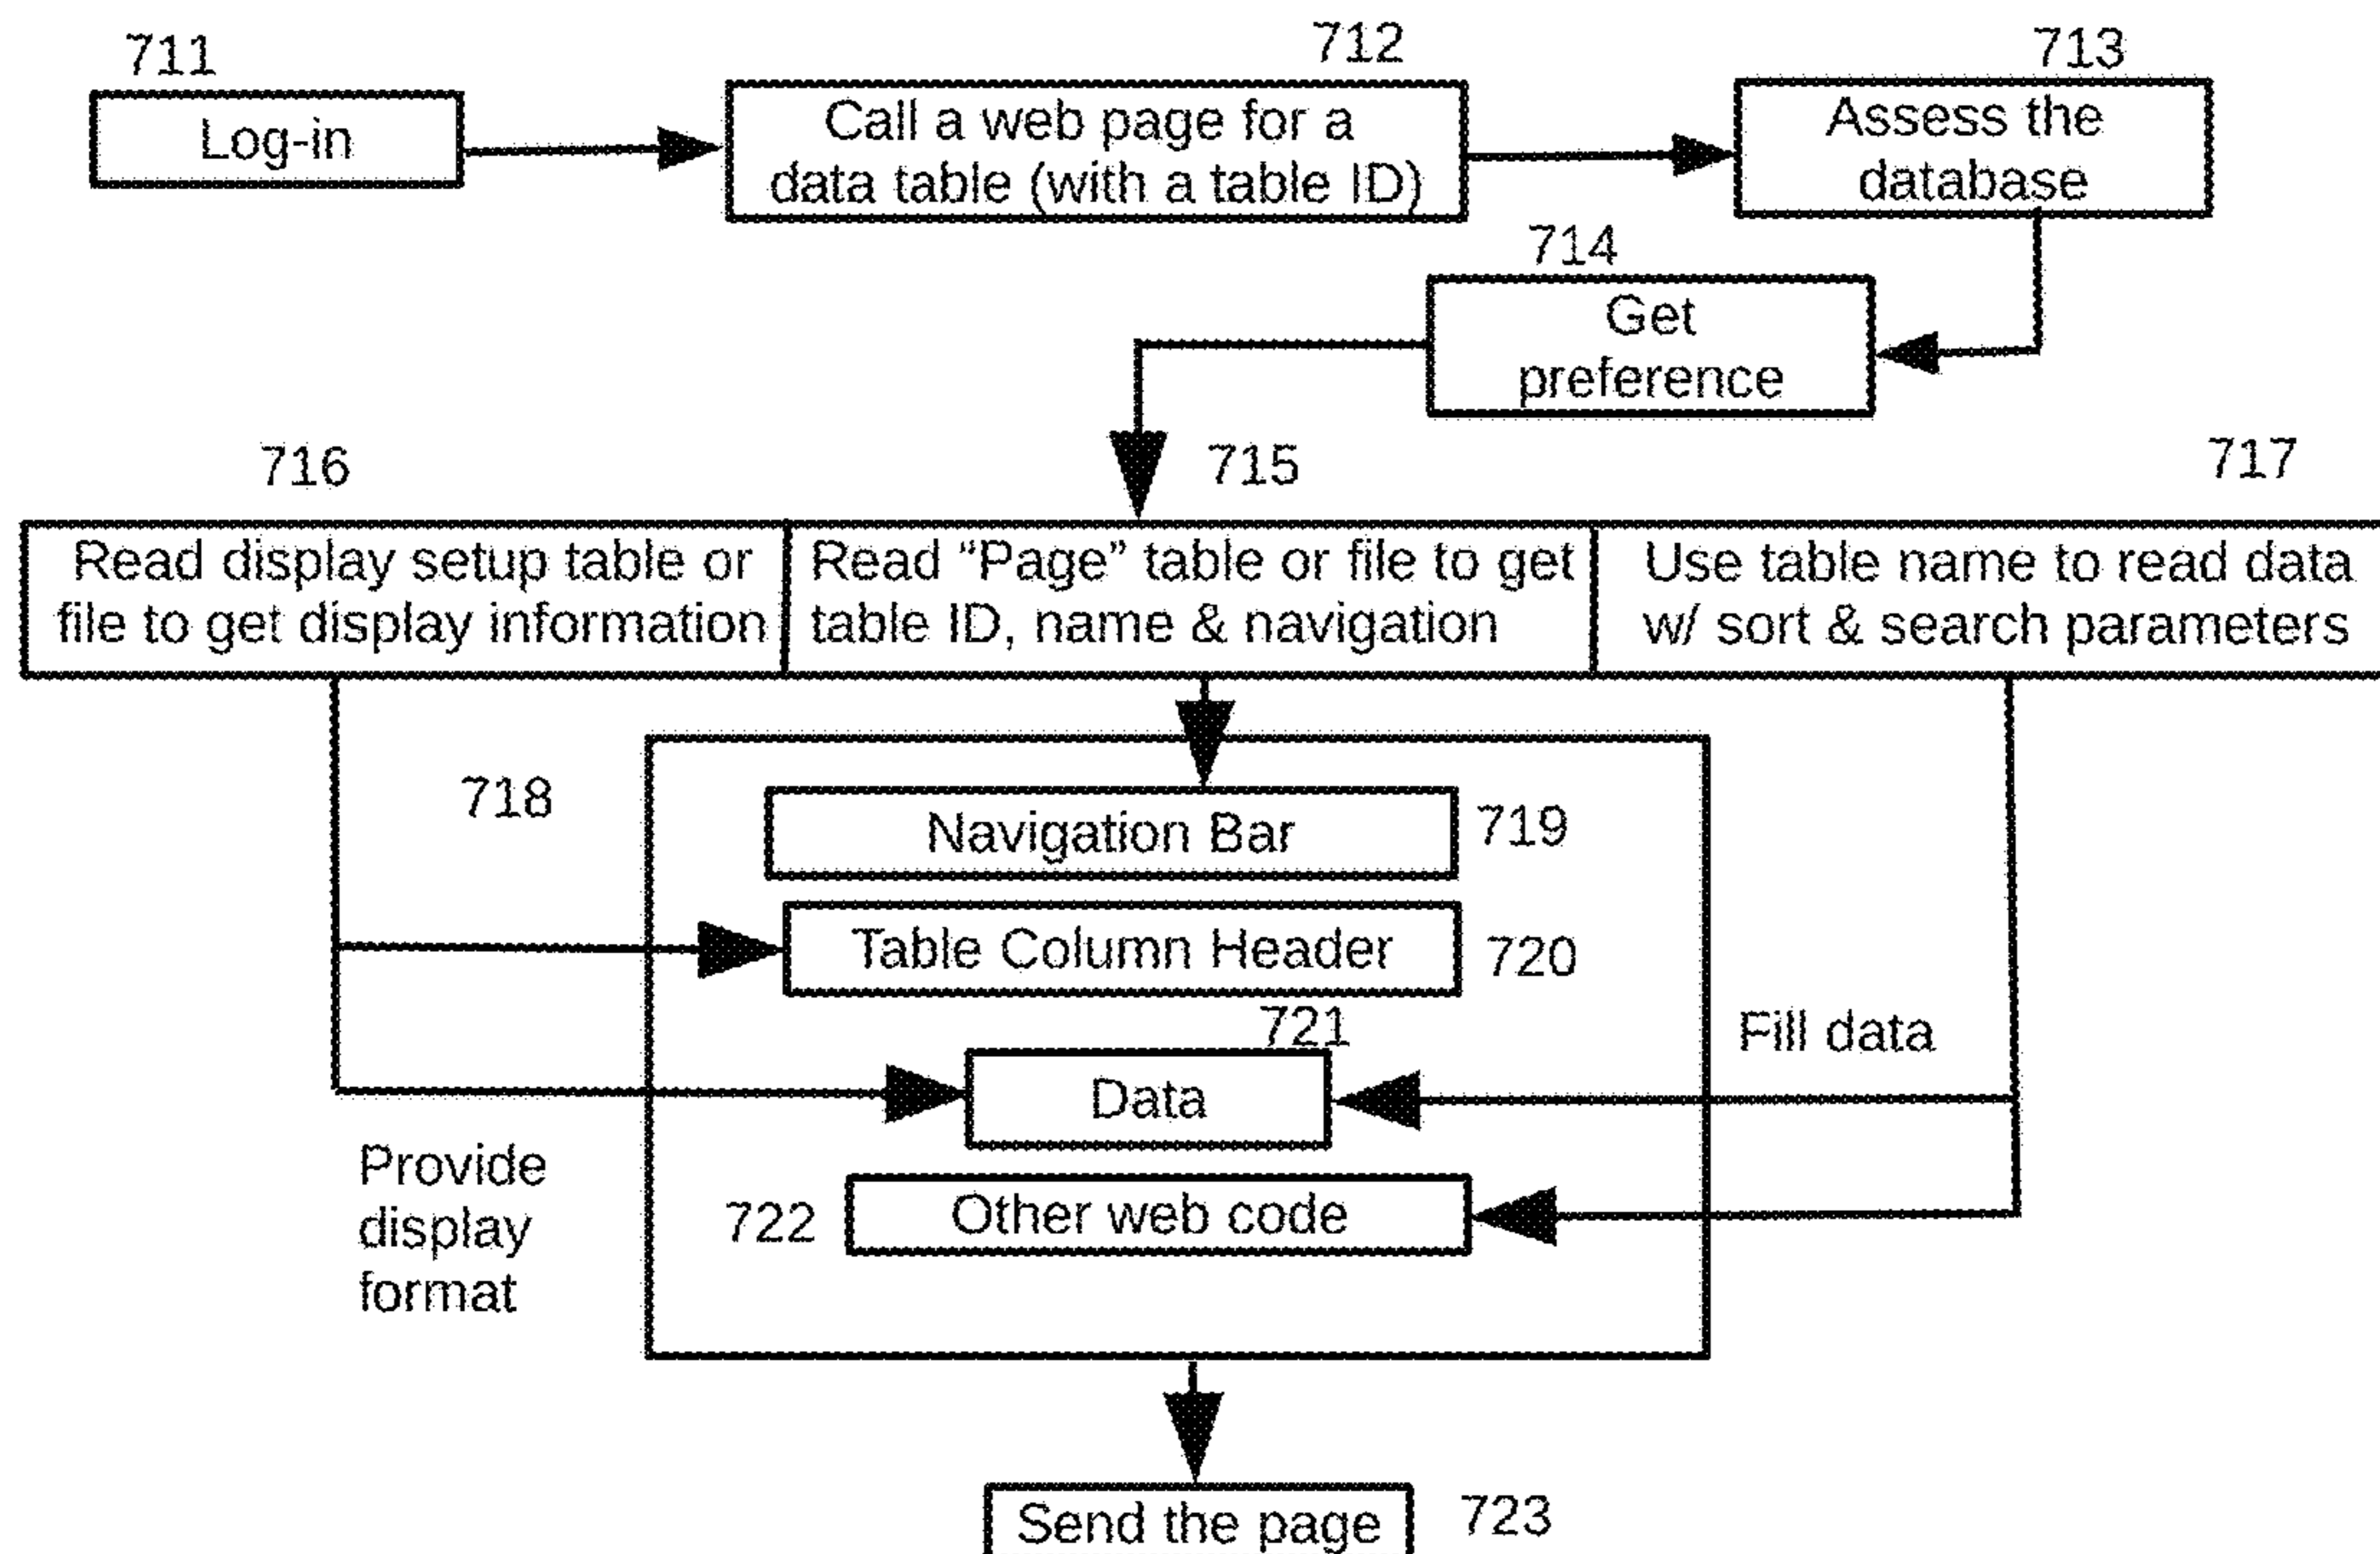 711
Log-in
712
Call a web page for a
data table (with a table ID)
713
Assess the
database
714
Get
preference
716
Read display setup table or
file to get display information
715
Read “Page” table or file to get
table ID, name & navigation
717
Use table name to read data
w/ sort & search parameters
718
Navigation Bar
719
Table Column Header
720
721
Data
Fill data
Provide
display
format
722
Other web code
Send the page
723